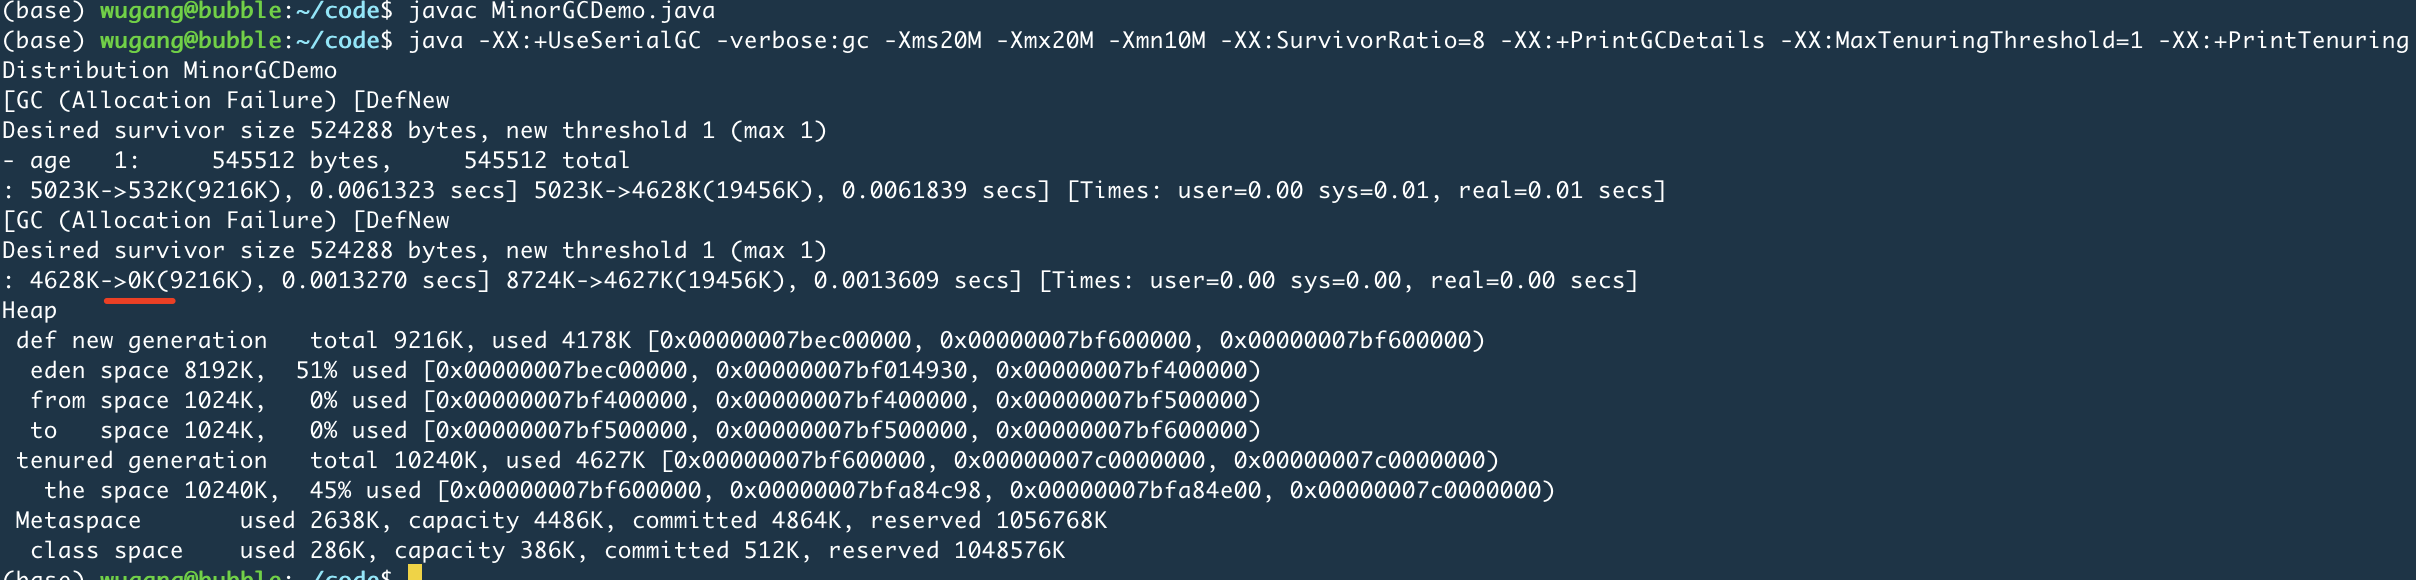 (base) wugang@bubble:~/code$ javac MinorGCDemo.java
(base) wugang@bubble:~/code$ java -XX:+UseSerialGC -verbose:gc -Xms20M -Xmx20M -Xmn10M -XX:SurvivorRatio=8 -XX:+PrintGCDetails -XX:MaxTenuringThreshold=1 -XX:+PrintTenuring
Distribution MinorGCDemo
[GC (Allocation Failure) [DefNew
Desired survivor size 524288 bytes, new threshold 1 (max 1)
- age   1:     545512 bytes,     545512 total
: 5023K->532K(9216K), 0.0061323 secs] 5023K->4628K(19456K), 0.0061839 secs] [Times: user=0.00 sys=0.01, real=0.01 secs]
[GC (Allocation Failure) [DefNew
Desired survivor size 524288 bytes, new threshold 1 (max 1)
: 4628K->0K(9216K), 0.0013270 secs] 8724K->4627K(19456K), 0.0013609 secs] [Times: user=0.00 sys=0.00, real=0.00 secs]
Heap
 def new generation   total 9216K, used 4178K [0x00000007bec00000, 0x00000007bf600000, 0x00000007bf600000)
  eden space 8192K,  51% used [0x00000007bec00000, 0x00000007bf014930, 0x00000007bf400000)
  from space 1024K,   0% used [0x00000007bf400000, 0x00000007bf400000, 0x00000007bf500000)
  to   space 1024K,   0% used [0x00000007bf500000, 0x00000007bf500000, 0x00000007bf600000)
 tenured generation   total 10240K, used 4627K [0x00000007bf600000, 0x00000007c0000000, 0x00000007c0000000)
   the space 10240K,  45% used [0x00000007bf600000, 0x00000007bfa84c98, 0x00000007bfa84e00, 0x00000007c0000000)
 Metaspace       used 2638K, capacity 4486K, committed 4864K, reserved 1056768K
  class space    used 286K, capacity 386K, committed 512K, reserved 1048576K
(base) wugang@bubble:~/code$